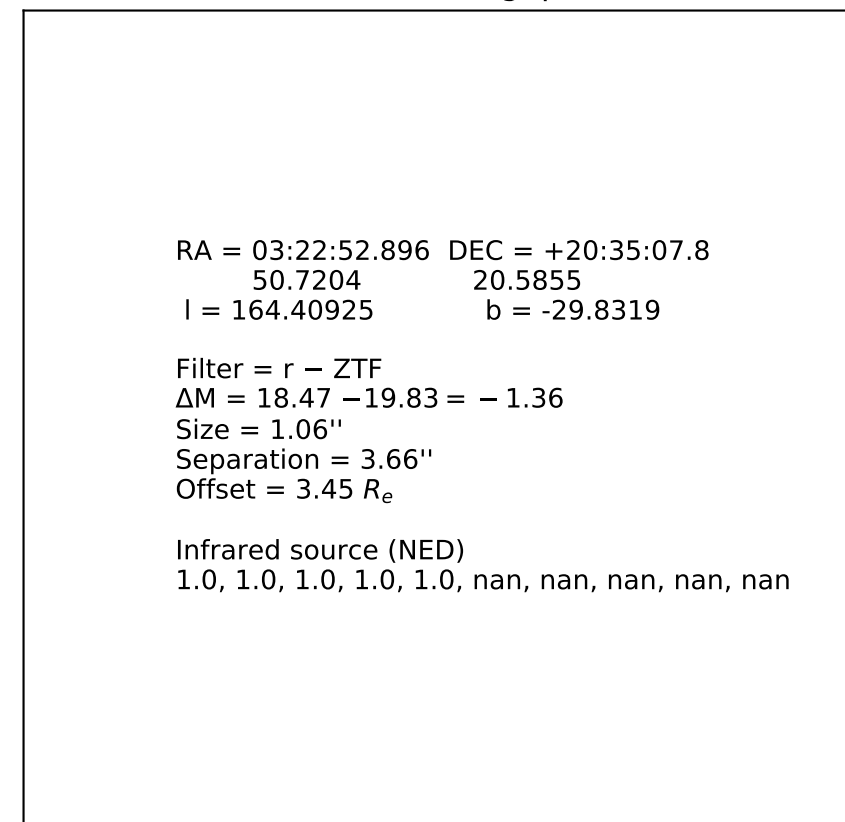 RA = 03:22:52.896 DEC = +20:35:07.8
50.7204 20.5855
l = 164.40925 b = -29.8319
Filter = r − ZTF
ΔM = 18.47 −19.83 = − 1.36
Size = 1.06''
Separation = 3.66''
Offset = 3.45 Re
Infrared source (NED)
1.0, 1.0, 1.0, 1.0, 1.0, nan, nan, nan, nan, nan